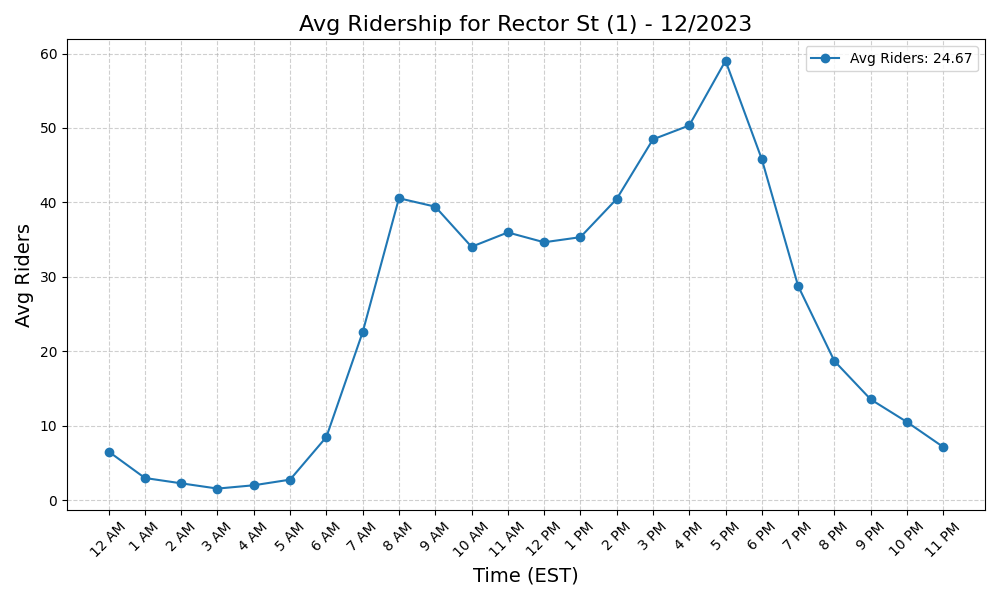 Avg Ridership for Rector St (1) - 12/2023
Avg Riders: 24.67
Avg Riders
60
50
40
30
20
10
0
12 AM
1 AM
2 AM
3 AM
4 AM
5 AM
6 AM
7 AM
8 AM
9 AM
10 AM
11 AM
12 PM
1 PM
2 PM
3 PM
4 PM
5 PM
6 PM
7 PM
8 PM
9 PM
10 PM
11 PM
Time (EST)